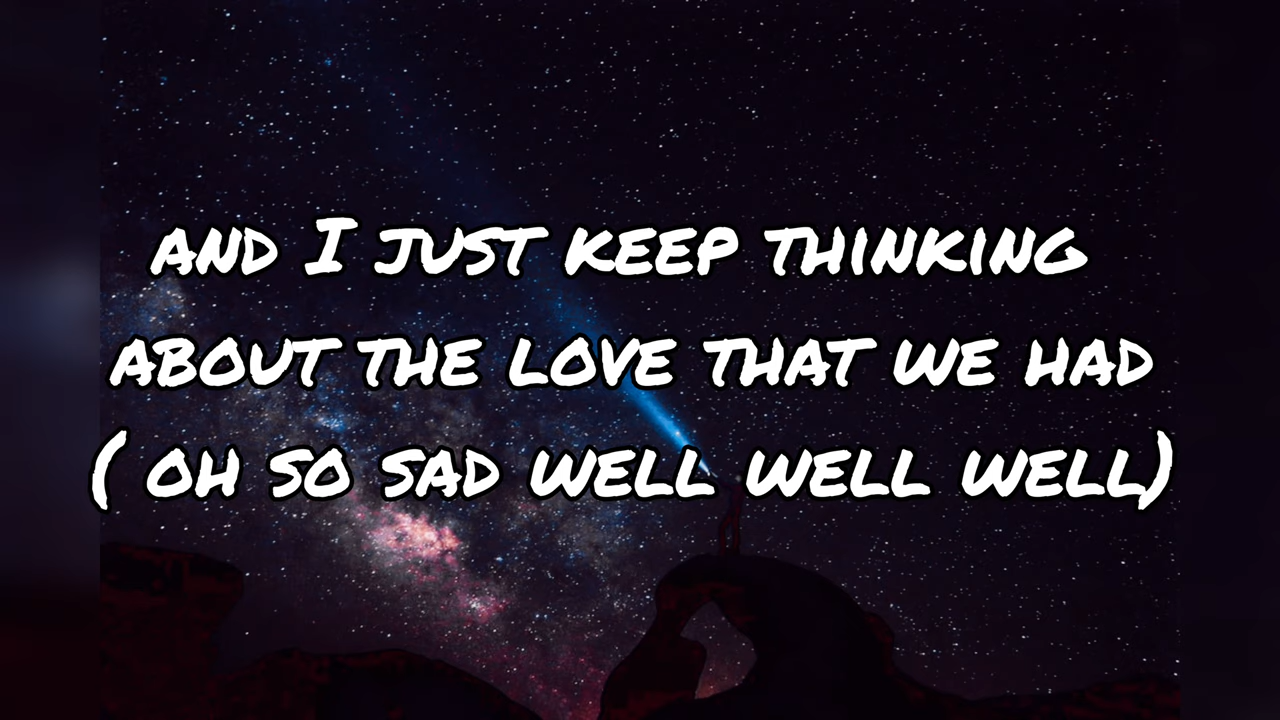 AND I JUST KEEP THINKING
ABOUT THE LOVE THAT WE HAD
( OH SO SAD WELL WELL WELL)